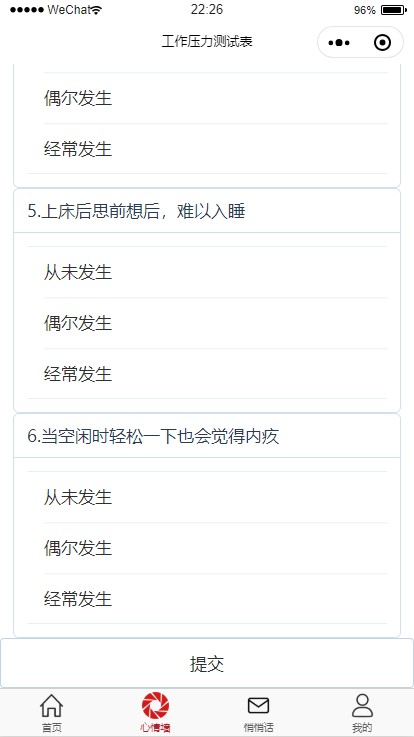 WeChat
22:26
96%
工作压力测试表
偶尔发生
经常发生
5.上床后思前想后，难以入睡
从未发生
偶尔发生
经常发生
6.当空闲时轻松一下也会觉得内疚
从未发生
偶尔发生
经常发生
提交
首页
心情墙
悄悄话
我的